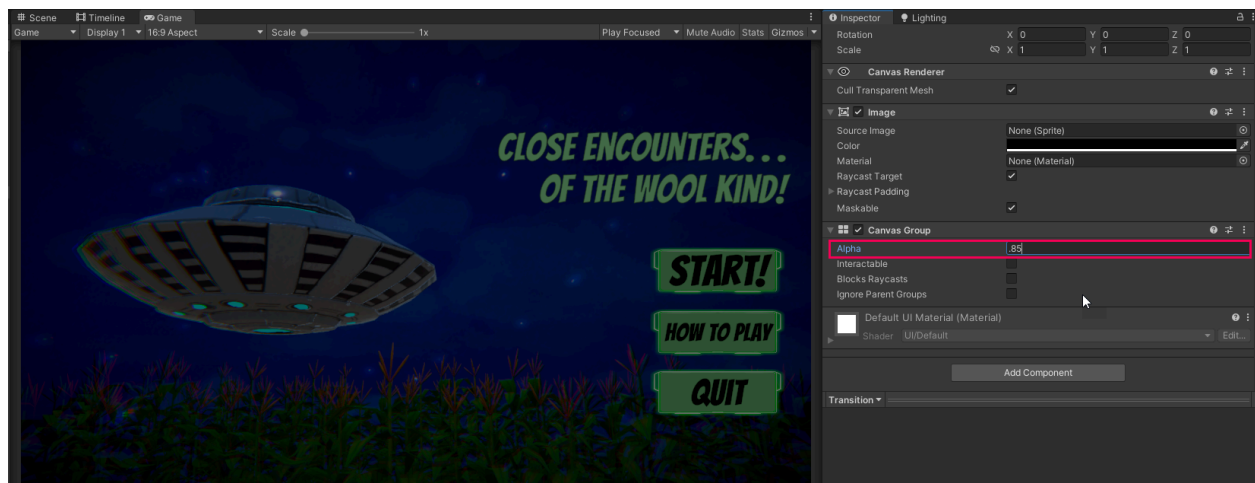 Scene Timeline Game
Game Display 1 16:9 Aspect Scale 1x Play Focused Mute Audio Stats Gizmos
CLOSE ENCOUNTERS...
OF THE WOOL KIND!
START!
HOW TO PLAY
QUIT
Inspector Lighting
Rotation X 0 Y 0 Z 0
Scale X 1 Y 1 Z 1
Canvas Renderer
Cull Transparent Mesh
Image
Source Image None (Sprite)
Color
Material None (Material)
Raycast Target
Raycast Padding
Maskable
Canvas Group
Alpha .85
Interactable
Blocks Raycasts
Ignore Parent Groups
Default UI Material (Material)
Shader UI/Default Edit...
Add Component
Transition